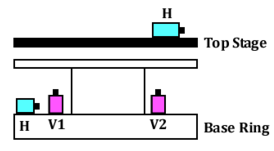 H
Top Stage
H
V1
V2
Base Ring